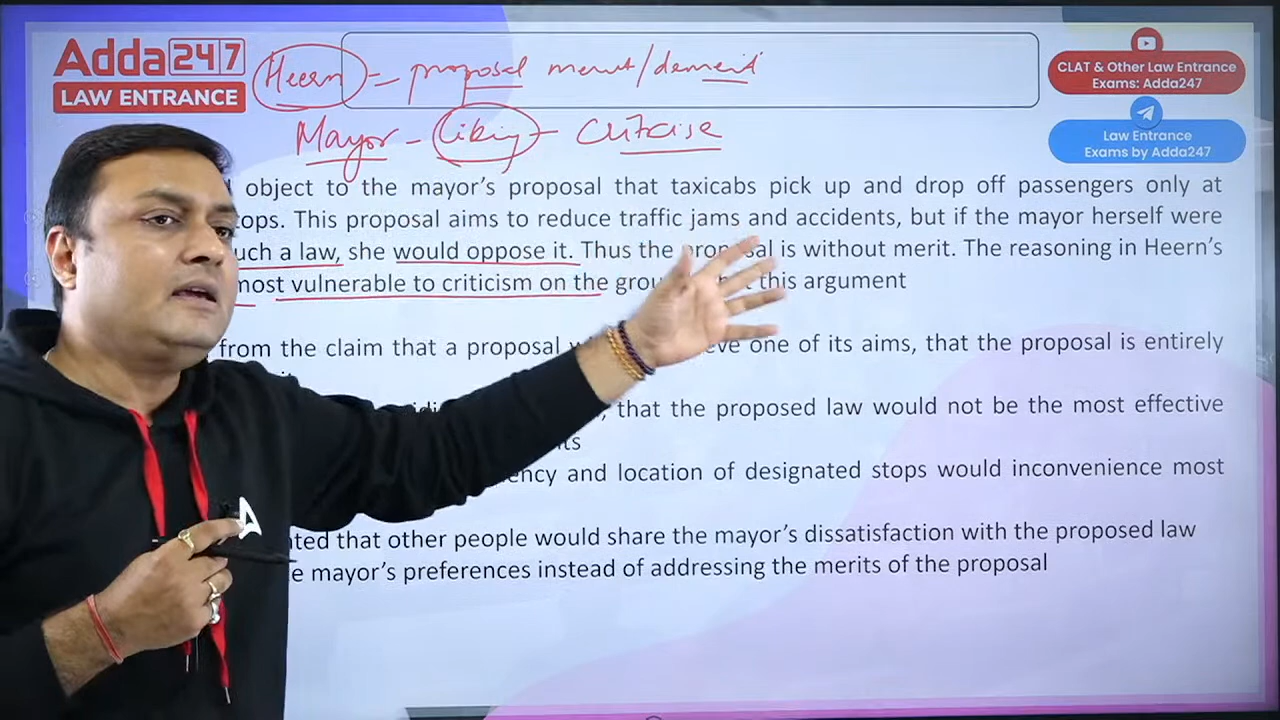 Adda247
LAW ENTRANCE
Heern - proposal merit/demerit
Mayor - liking - Criticise
CLAT & Other Law Entrance
Exams: Adda247
Law Entrance
Exams by Adda247
object to the mayor's proposal that taxicabs pick up and drop off passengers only at
tops. This proposal aims to reduce traffic jams and accidents, but if the mayor herself were
uch a law, she would oppose it. Thus the proposal is without merit. The reasoning in Heern's
most vulnerable to criticism on the this argument
from the claim that a proposal eve one of its aims, that the proposal is entirely
that the proposed law would not be the most effective
ency and location of designated stops would inconvenience most
nted that other people would share the mayor's dissatisfaction with the proposed law
e mayor's preferences instead of addressing the merits of the proposal